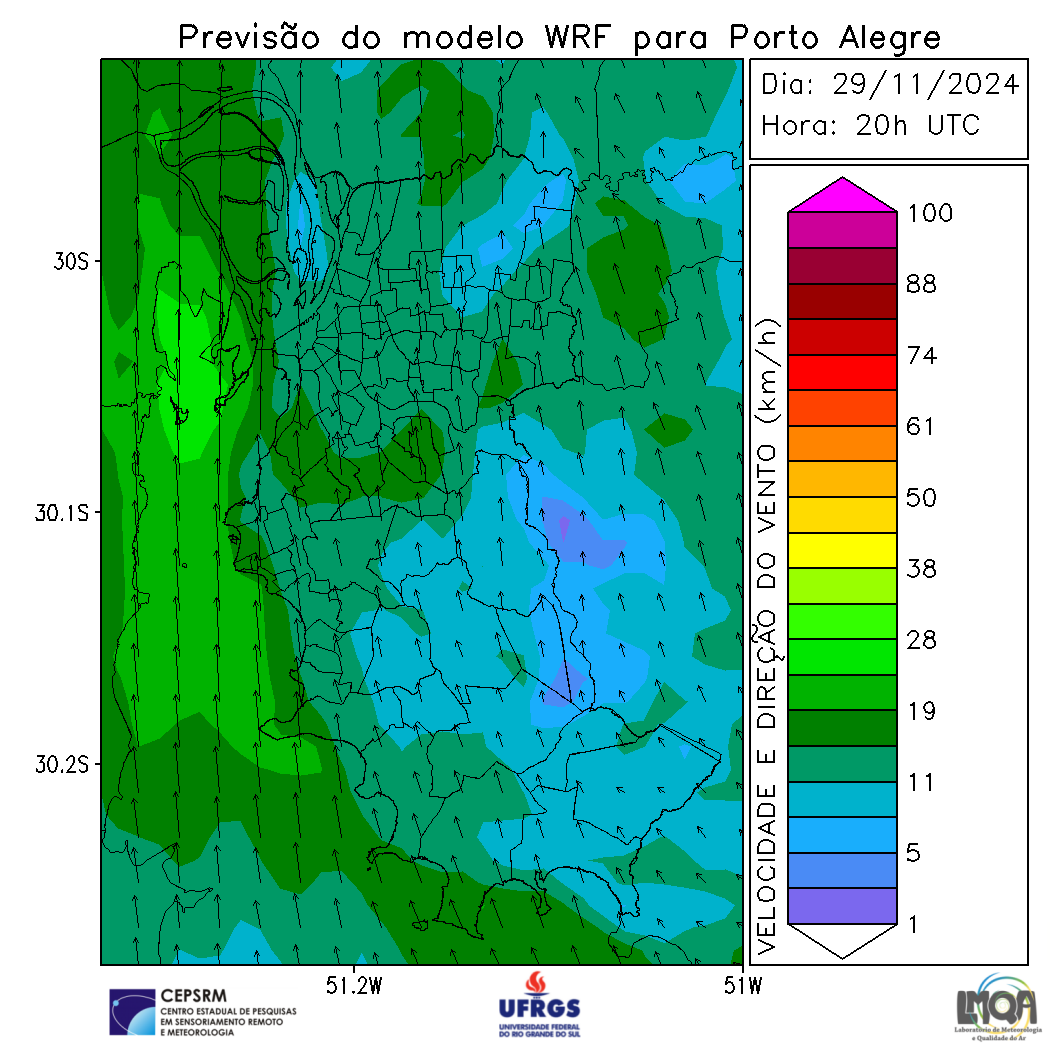 Previsão do modelo WRF para Porto Alegre
Dia: 29/11/2024
Hora: 20h UTC
30S
30.1S
30.2S
51.2W
51W
VELOCIDADE E DIREÇÃO DO VENTO (km/h)
100
88
74
61
50
38
28
19
11
5
1
CEPSRM
CENTRO ESTADUAL DE PESQUISAS
EM SENSORIAMENTO REMOTO
E METEOROLOGIA
UFRGS
UNIVERSIDADE FEDERAL
DO RIO GRANDE DO SUL
LMQA
Laboratório de Meteorologia
e Qualidade do Ar